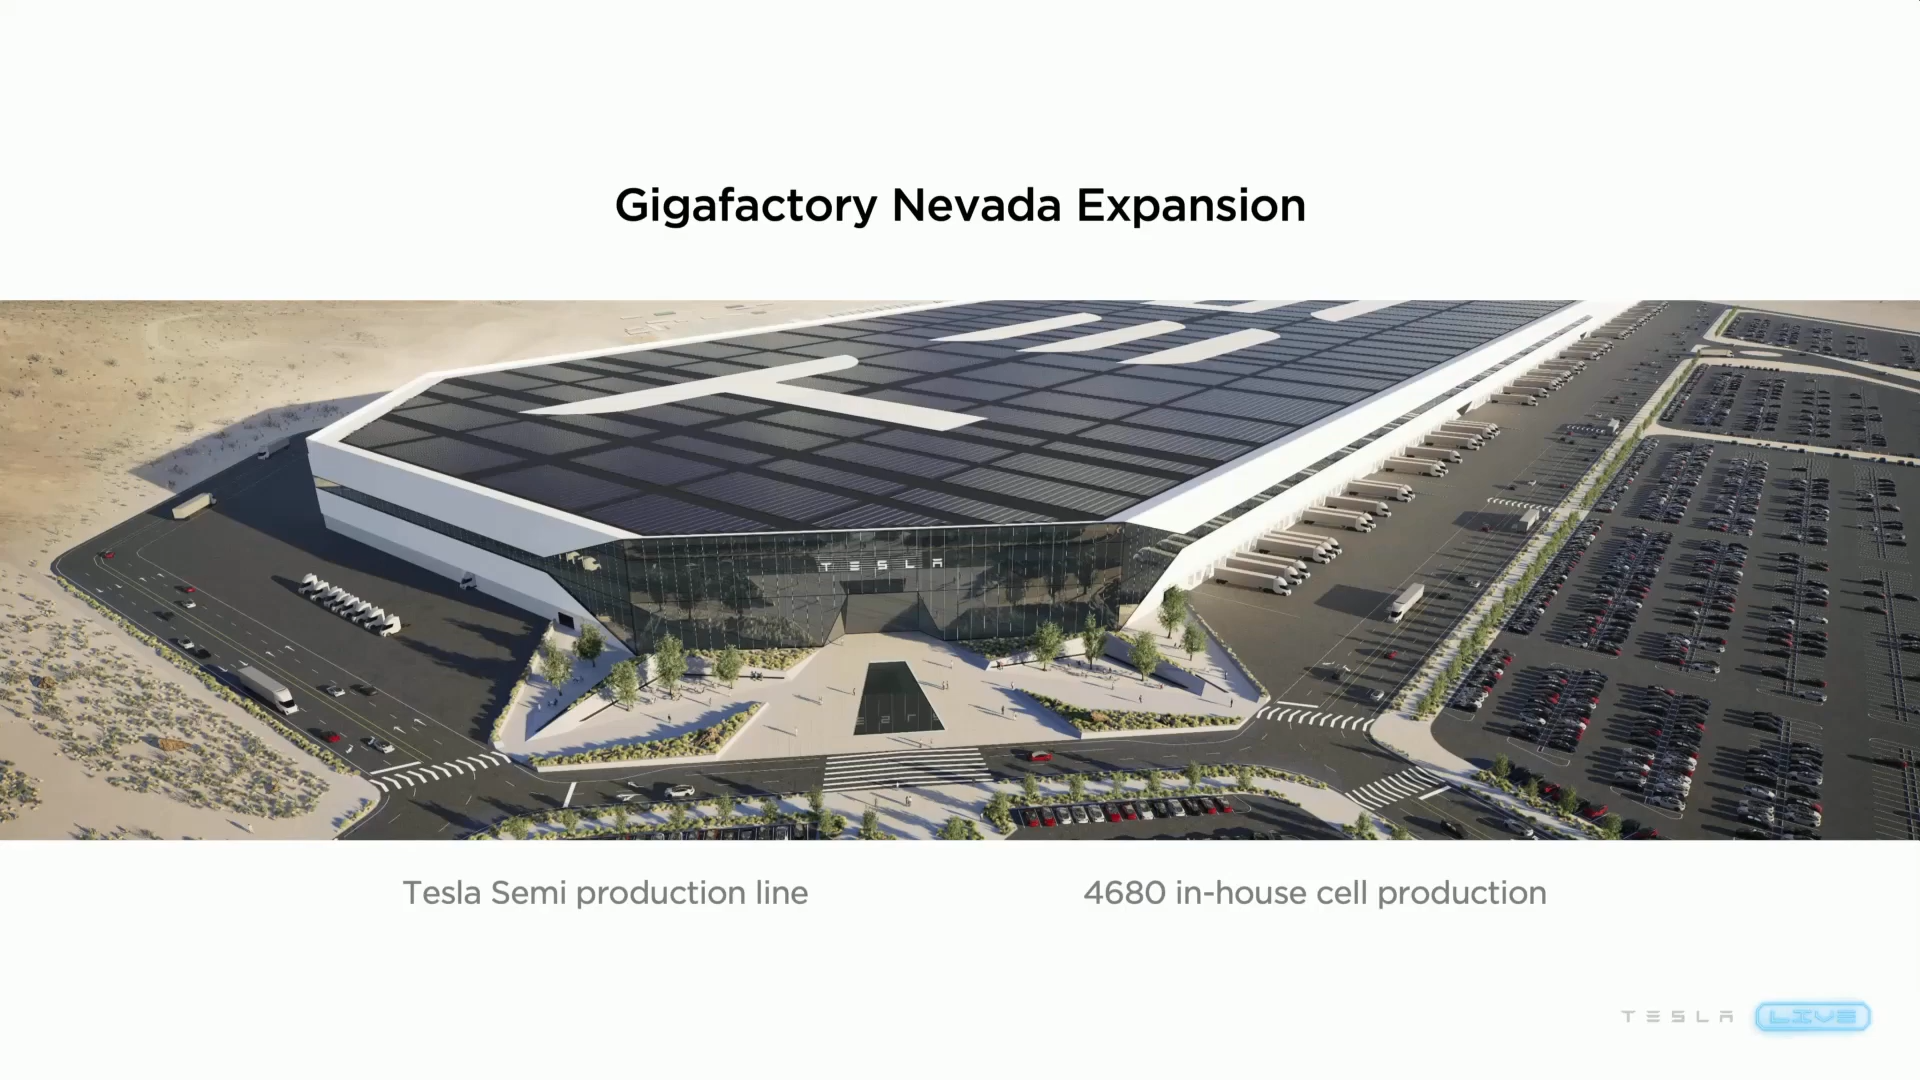 Gigafactory Nevada Expansion
TESLA
Tesla Semi production line
4680 in-house cell production
TESLA LIVE